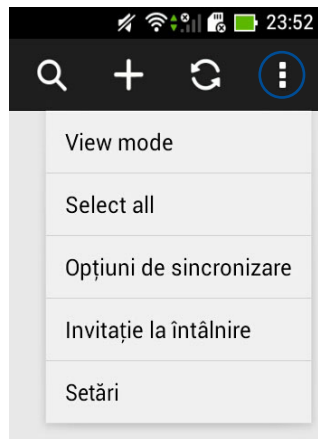 23:52
View mode
Select all
Opțiuni de sincronizare
Invitație la întâlnire
Setări